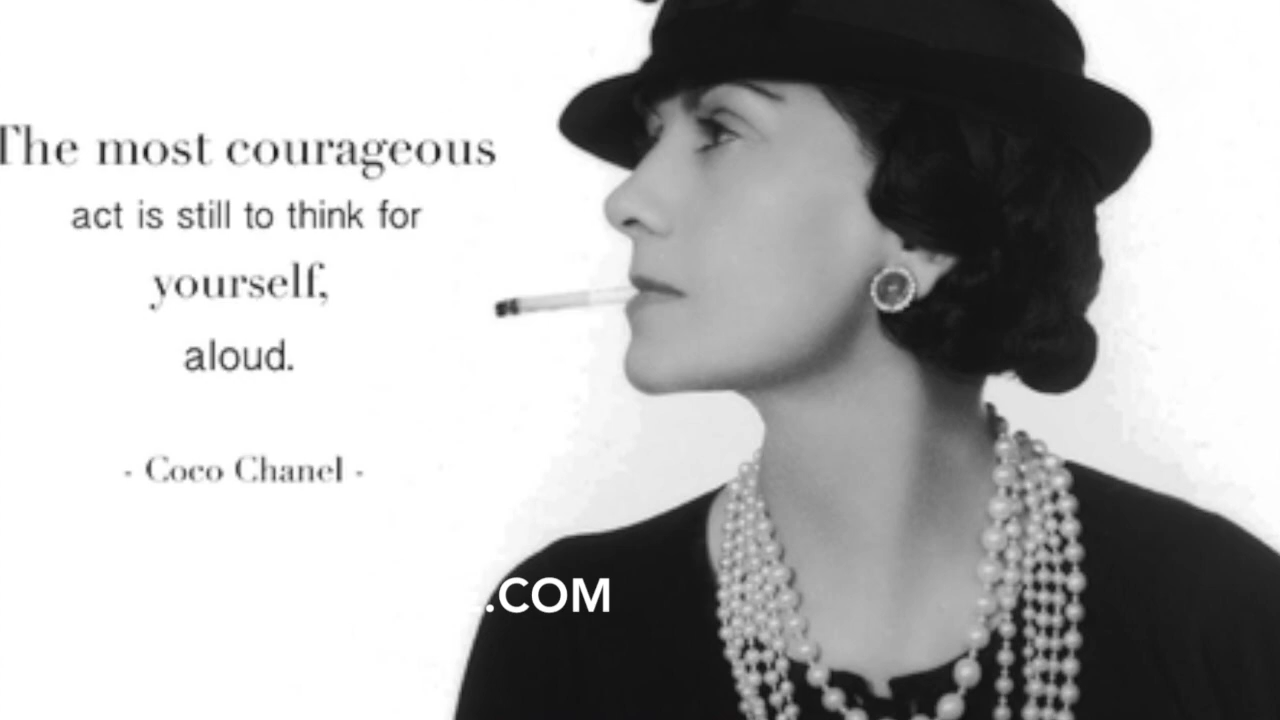 The most courageous
act is still to think for
yourself,
aloud.
- Coco Chanel -
.COM